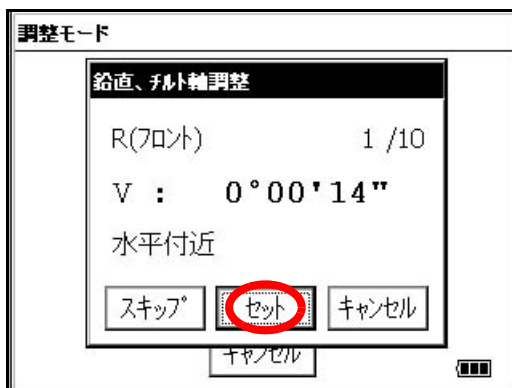 調整モード
鉛直、チルト軸調整
R(フロント) 1 /10
V : 0°00'14"
水平付近
スキップ セット キャンセル
キャンセル